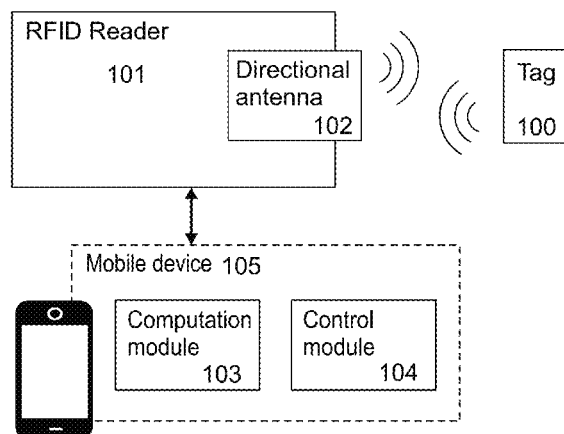 RFID Reader
101
Directional
antenna
102
Tag
100
Mobile device 105
Computation
module
103
Control
module
104